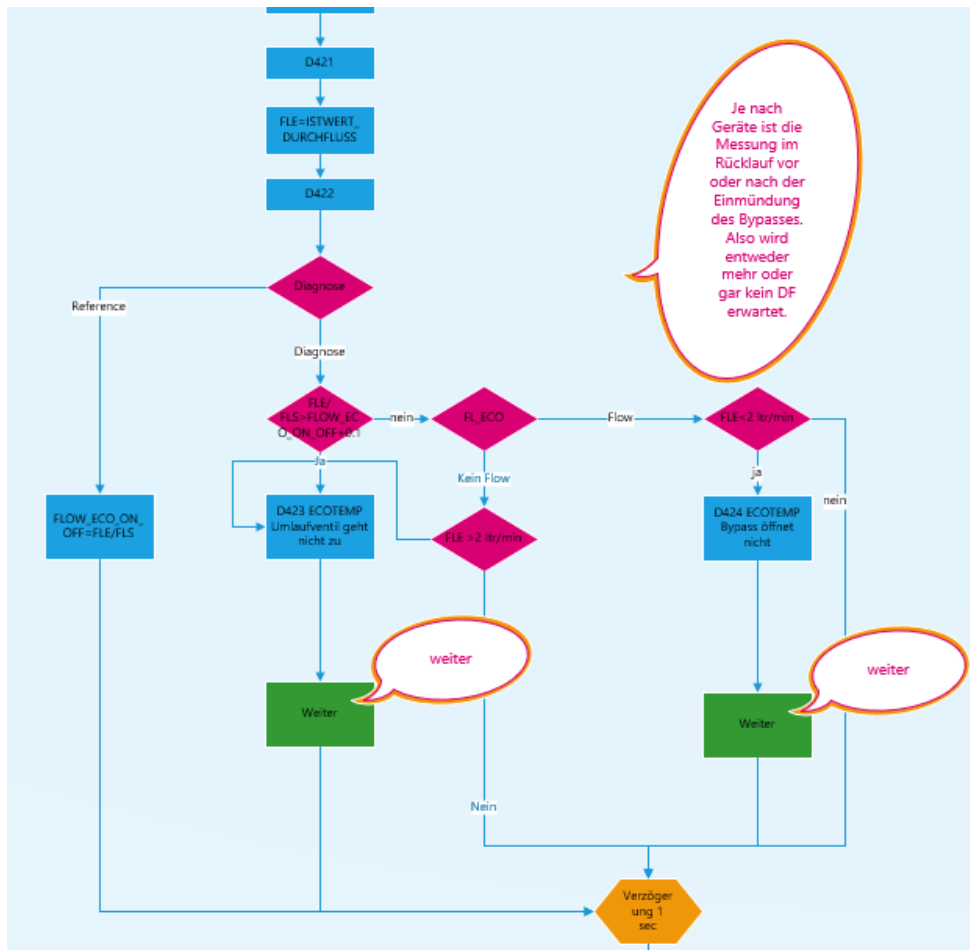 D421
FLE=ISTWERT_
DURCHFLUSS
D422
Diagnose
Reference
Diagnose
FLE/
FLS>FLOW_EC
O_ON_OFF+0.1
nein
FL_ECO
Flow
FLE<2 ltr/min
Ja
Kein Flow
ja
nein
FLOW_ECO_ON_
OFF=FLE/FLS
D423 ECOTEMP
Umlaufventil geht
nicht zu
FLE >2 ltr/min
D424 ECOTEMP
Bypass öffnet
nicht
weiter
weiter
Weiter
Weiter
Nein
Verzöger
ung 1
sec
Je nach
Geräte ist die
Messung im
Rücklauf vor
oder nach der
Einmündung
des Bypasses.
Also wird
entweder
mehr oder
gar kein DF
erwartet.